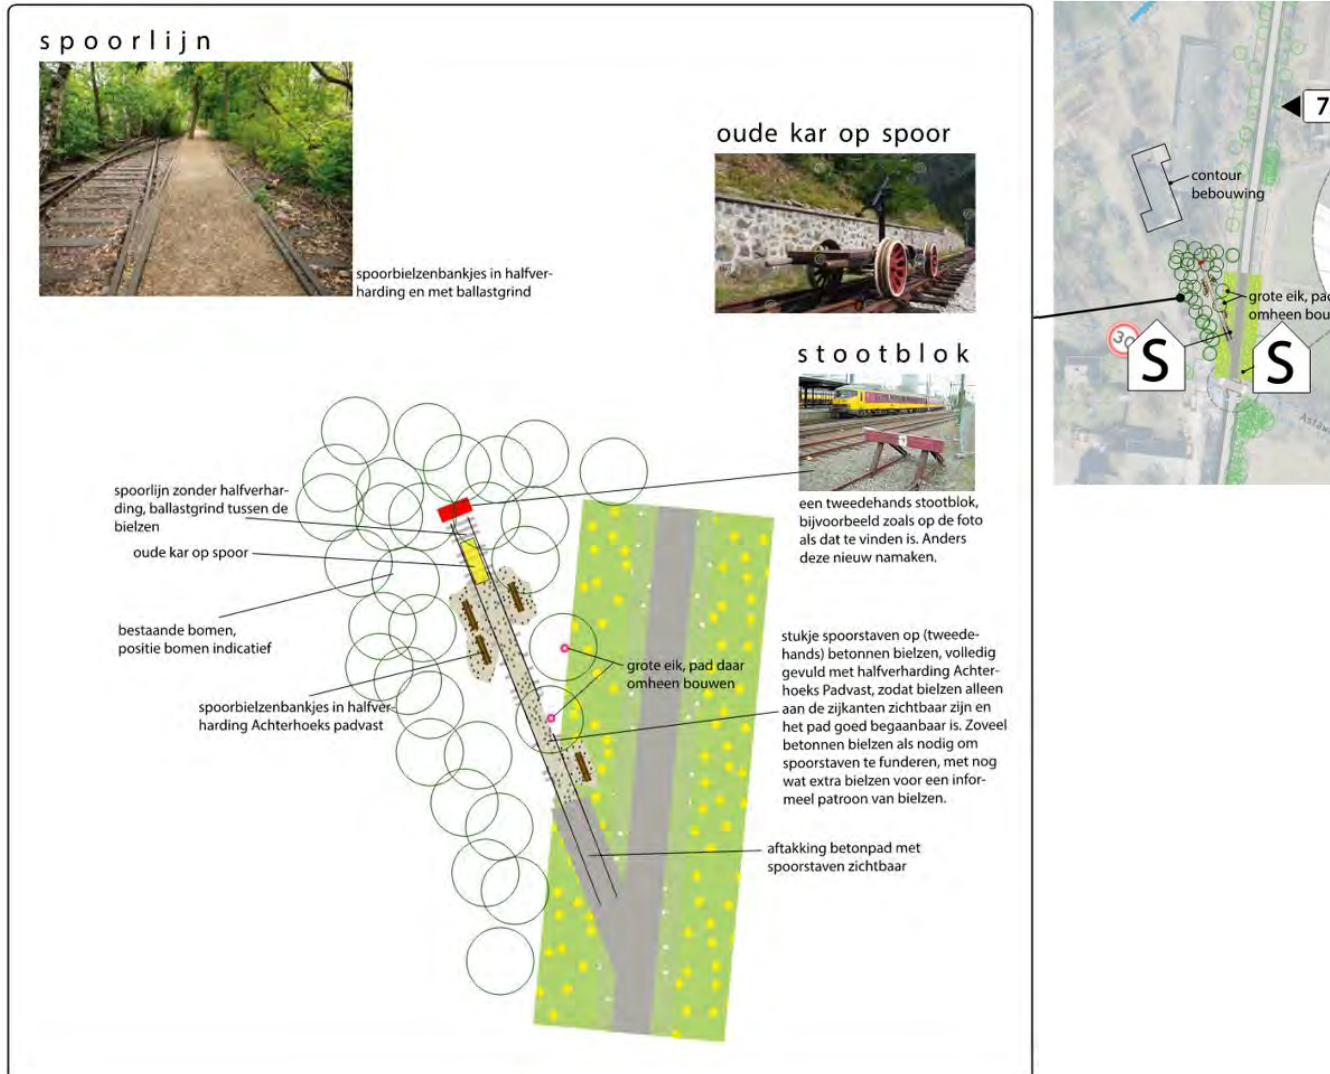 spoorlijn
spoorbielzenbankjes in halfver-
harding en met ballastgrind
oude kar op spoor
stootblok
een tweedehands stootblok,
bijvoorbeeld zoals op de foto
als dat te vinden is. Anders
deze nieuw namaken.
spoorlijn zonder halfverhar-
ding, ballastgrind tussen de
bielzen
oude kar op spoor
bestaande bomen,
positie bomen indicatief
spoorbielzenbankjes in halfver-
harding Achterhoeks padvast
grote eik, pad daar
omheen bouwen
stukje spoorstaven op (tweede-
hands) betonnen bielzen, volledig
gevuld met halfverharding Achter-
hoeks Padvast, zodat bielzen alleen
aan de zijkanten zichtbaar zijn en
het pad goed begaanbaar is. Zoveel
betonnen bielzen als nodig om
spoorstaven te funderen, met nog
wat extra bielzen voor een infor-
meel patroon van bielzen.
aftakking betonpad met
spoorstaven zichtbaar
7
contour
bebouwing
grote eik, pad
omheen bou
30
S
S